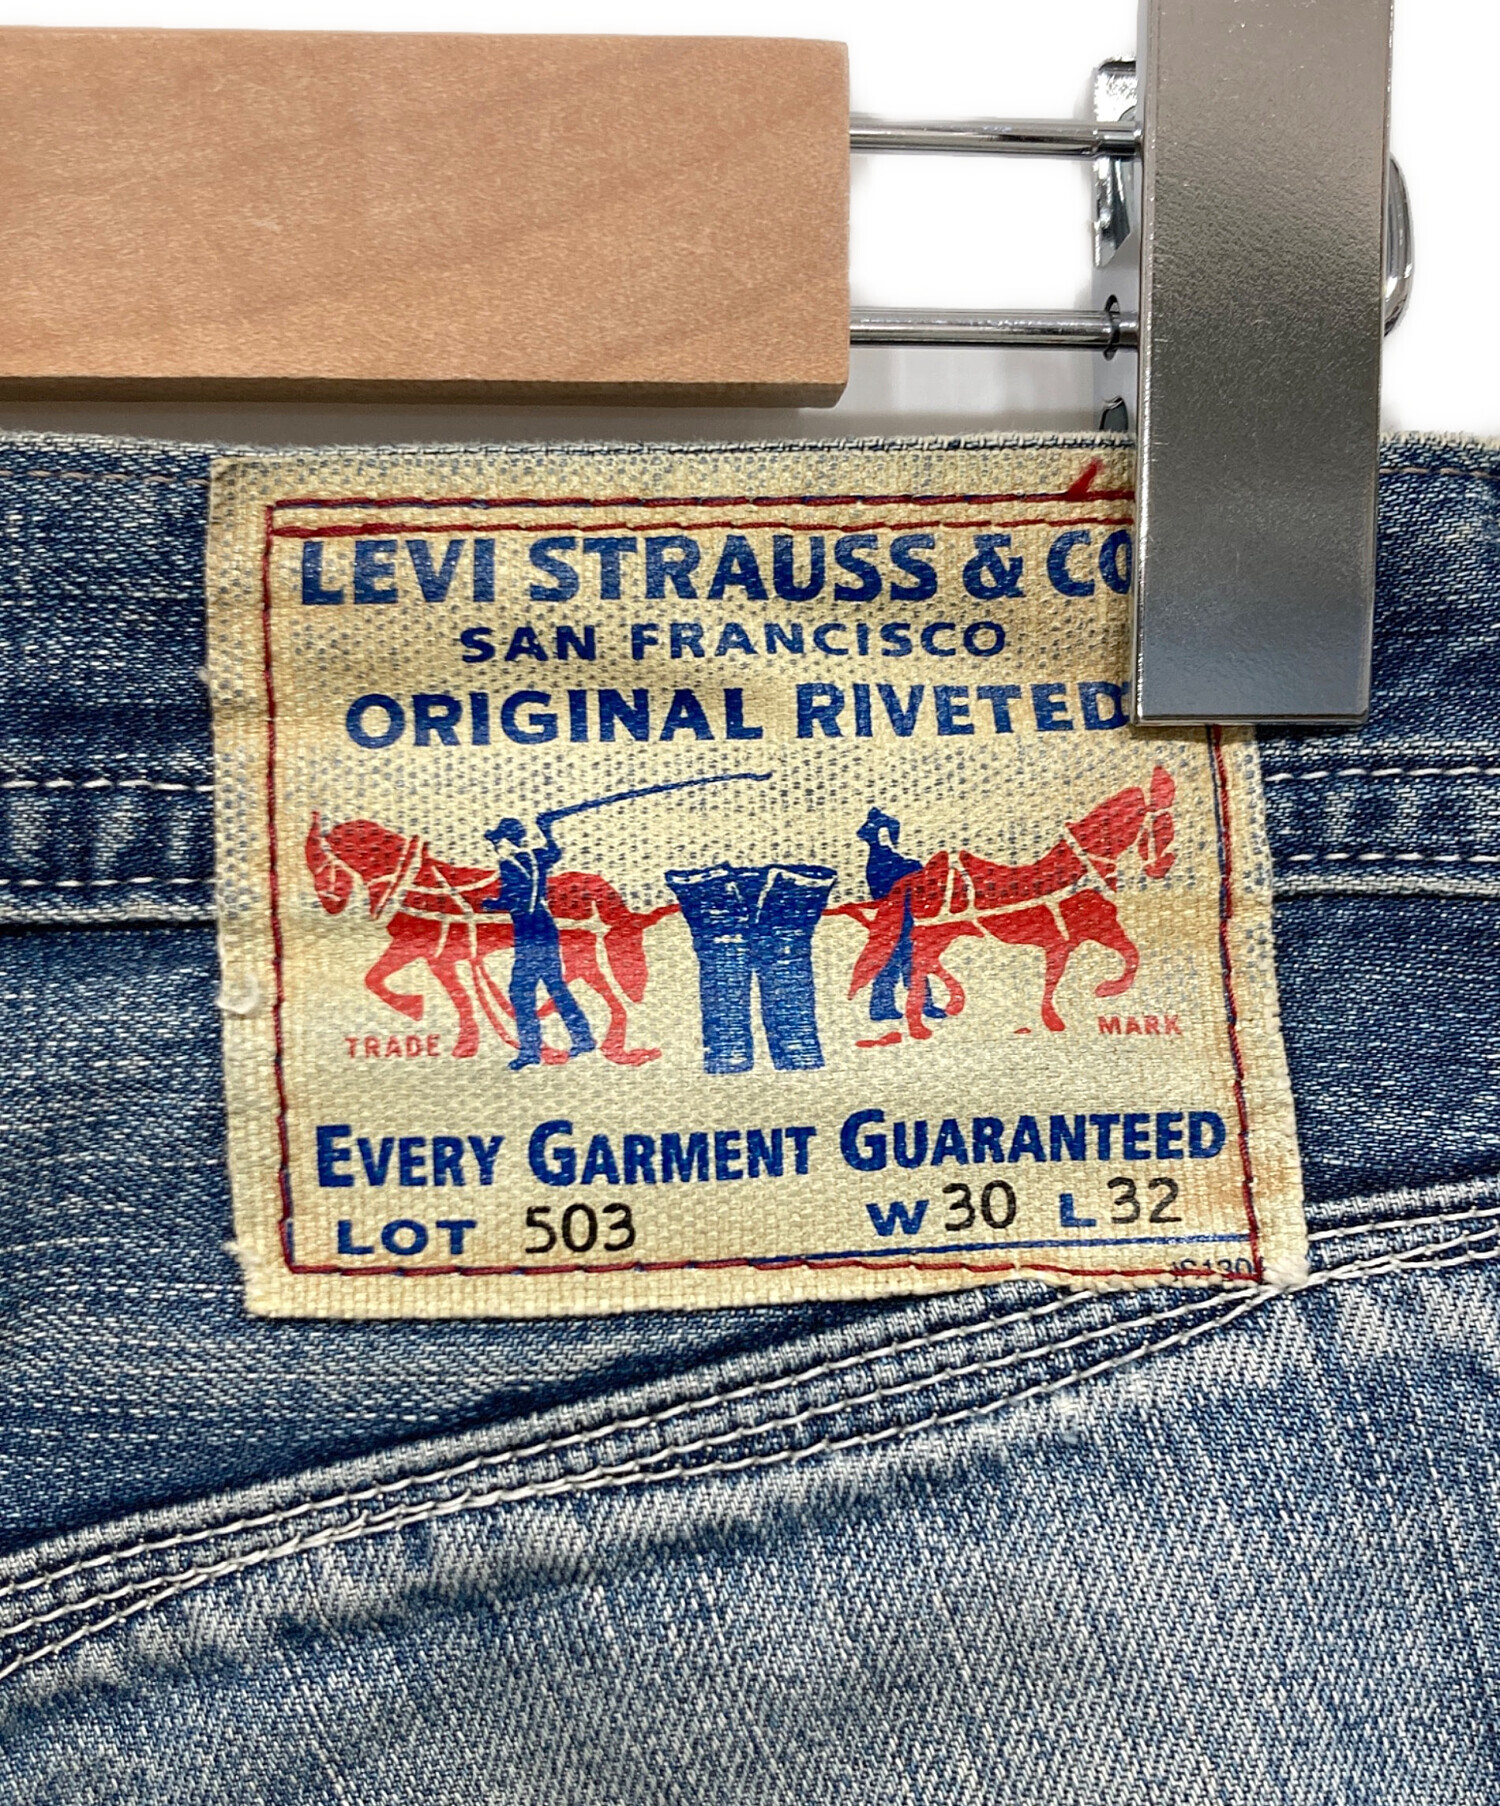 LEVI STRAUSS & CO
SAN FRANCISCO
ORIGINAL RIVETED
TRADE MARK
EVERY GARMENT GUARANTEED
LOT 503 W 30 L 32